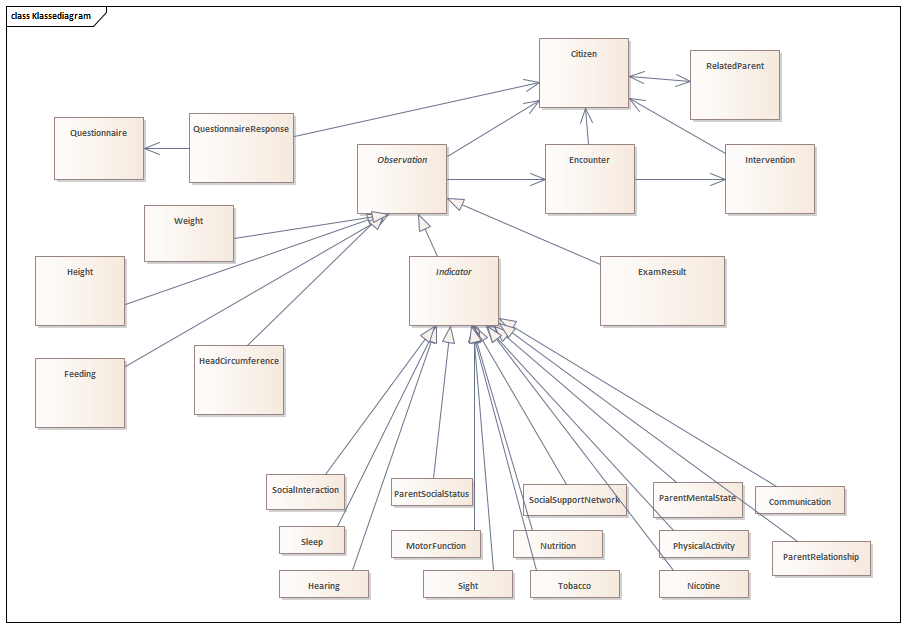 class Klassediagram
Citizen
RelatedParent
Questionnaire
QuestionnaireResponse
Observation
Encounter
Intervention
Weight
Height
Indicator
ExamResult
Feeding
HeadCircumference
SocialInteraction
ParentSocialStatus
SocialSupportNetwork
ParentMentalState
Communication
Sleep
MotorFunction
Nutrition
PhysicalActivity
ParentRelationship
Hearing
Sight
Tobacco
Nicotine